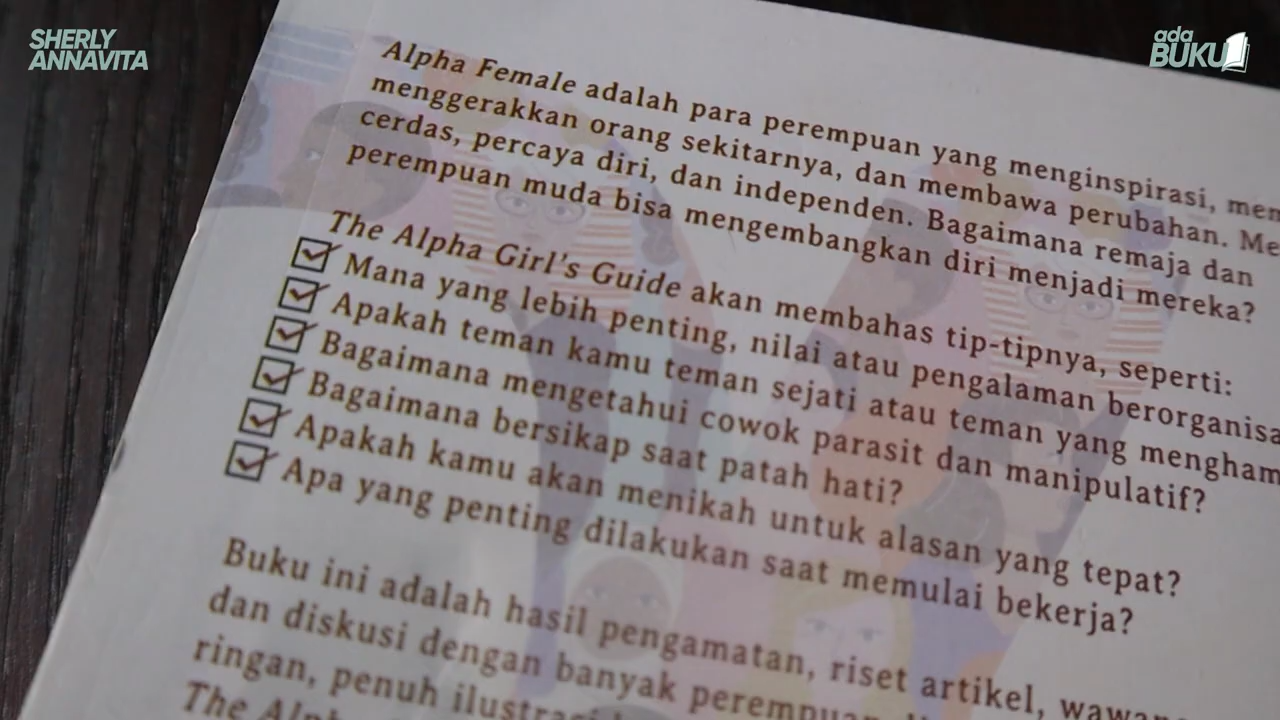 SHERLY
ANNAVITA
ada
BUKU
Alpha Female adalah para perempuan yang menginspirasi,
menggerakkan orang sekitarnya, dan membawa perubahan.
cerdas, percaya diri, dan independen. Bagaimana remaja dan
perempuan muda bisa mengembangkan diri menjadi mereka?
The Alpha Girl's Guide akan membahas tip-tipnya, seperti:
Mana yang lebih penting, nilai atau pengalaman
Apakah teman kamu teman sejati atau teman yang
Bagaimana mengetahui cowok parasit dan manipulatif?
Bagaimana bersikap saat patah hati?
Apakah kamu akan menikah untuk alasan yang tepat?
Apa yang penting dilakukan saat memulai bekerja?
Buku ini adalah hasil pengamatan, riset artikel,
dan diskusi dengan banyak
ringan, penuh
The